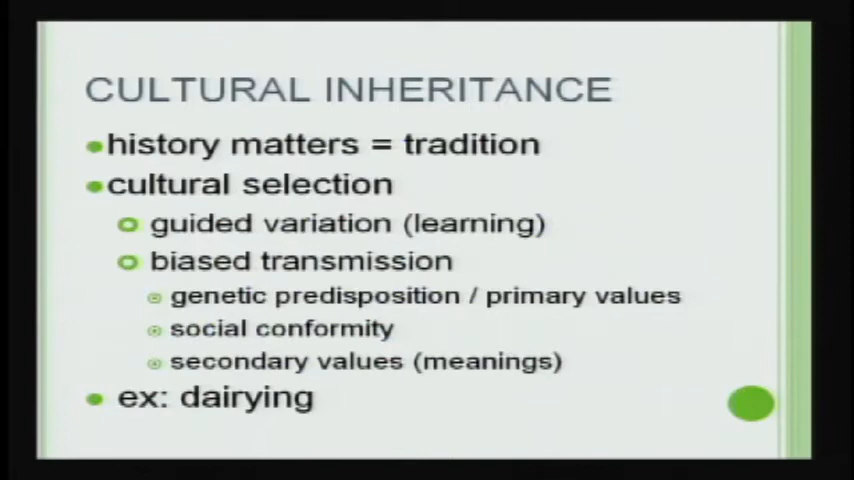 CULTURAL INHERITANCE
history matters = tradition
cultural selection
guided variation (learning)
biased transmission
genetic predisposition / primary values
social conformity
secondary values (meanings)
ex: dairying